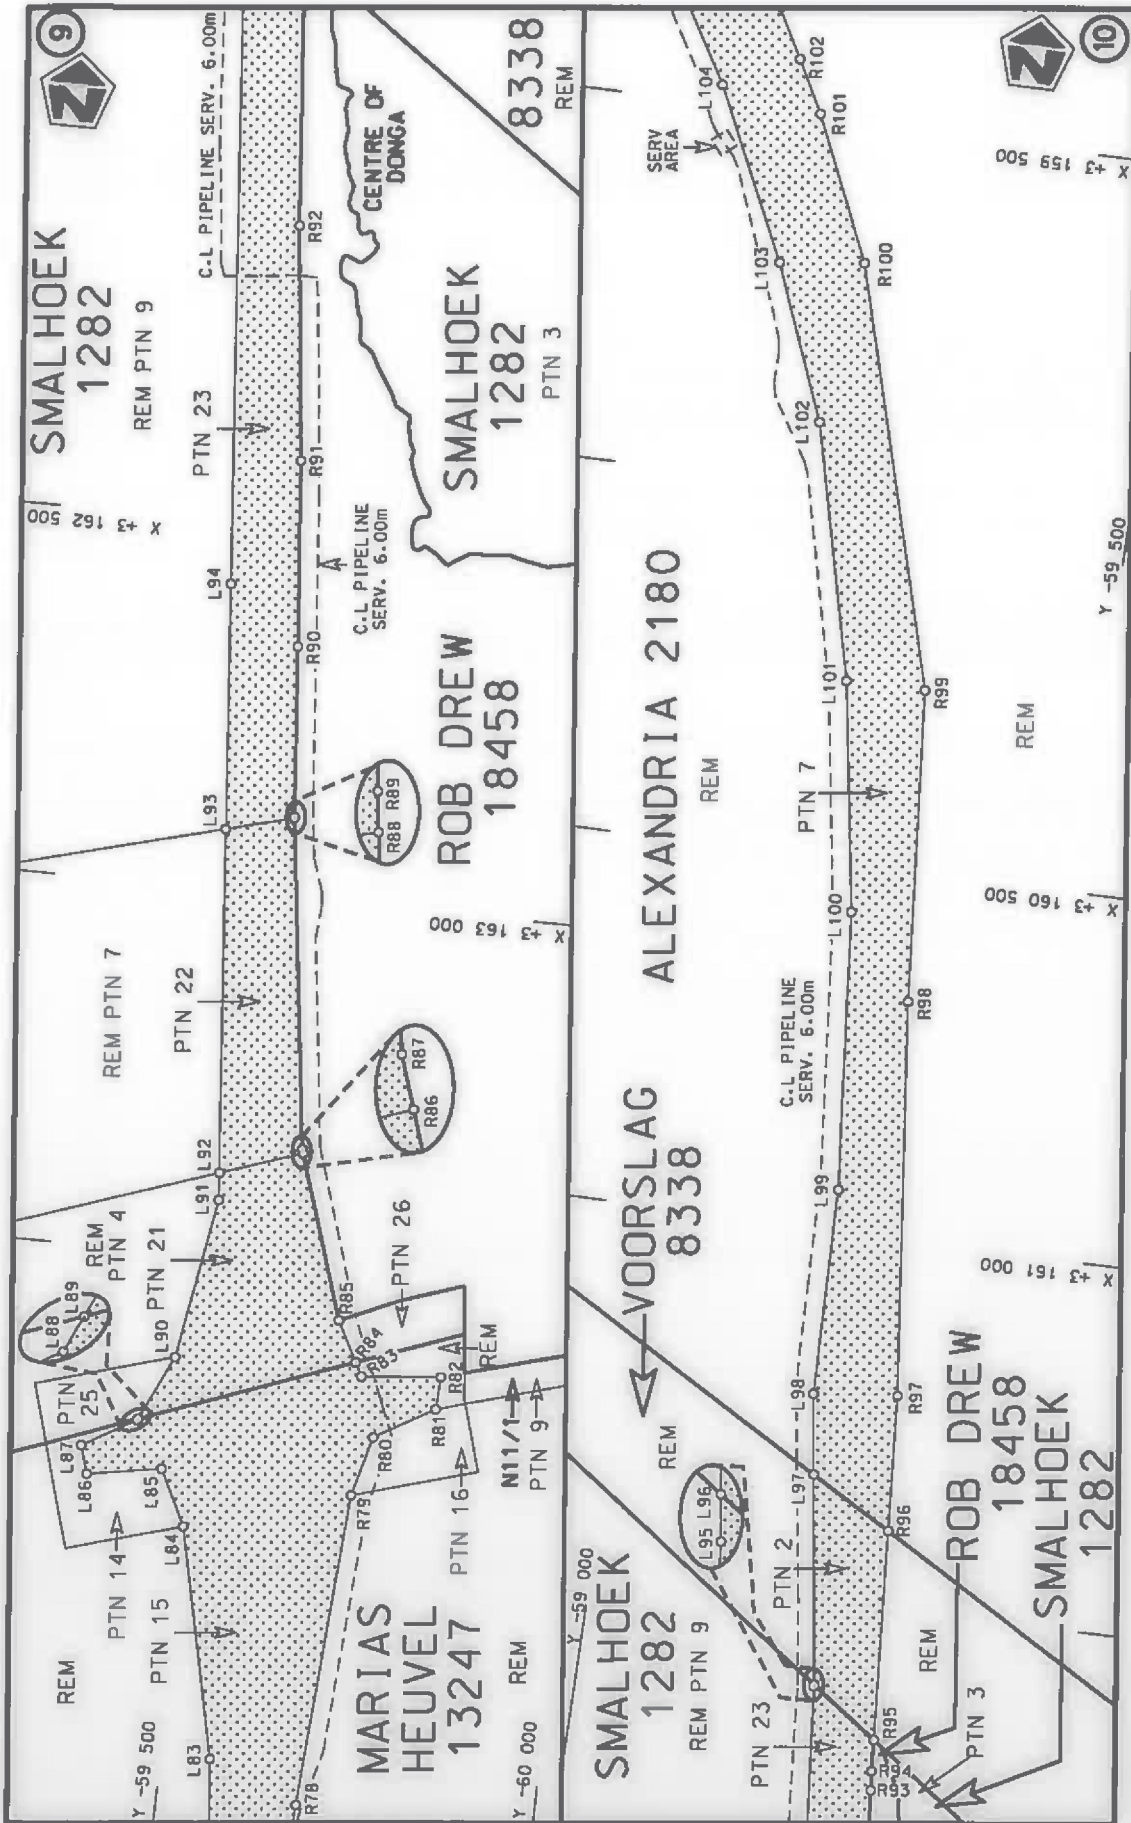 9
N
SMALHOEK
1282
REM PTN 9
C.L PIPELINE SERV. 6.00m
PTN 23
X +3 162 500
L94
R92
R91
R90
CENTRE OF
DONGA
8338
REM
SMALHOEK
1282
PTN 3
C.L PIPELINE
SERV. 6.00m
ROB DREW
18458
L93
R88 R89
X +3 163 000
REM PTN 7
PTN 22
R86 R87
L92
L91
REM
PTN 4
PTN 21
L90
L88 L89
PTN
25
L87
L86
L85
L84
PTN 14
PTN 15
REM
L83
Y -59 500
R85
R84
R83
R82
R81
R80
R79
R78
PTN 26
REM
N11/1
PTN 9
PTN 16
MARIAS
HEUVEL
13247
REM
Y -60 000
10
N
R102
R101
R100
L104
L103
L102
SERV
AREA
X +3 159 500
ALEXANDRIA 2180
REM
L101
R99
PTN 7
REM
Y -59 500
L100
R98
X +3 160 500
C.L PIPELINE
SERV. 6.00m
L99
VOORSLAG
8338
REM
X +3 161 000
L98
L97
R97
R96
L95 L96
PTN 2
Y -59 000
SMALHOEK
1282
REM PTN 9
PTN 23
R95
R94
R93
REM
PTN 3
ROB DREW
18458
SMALHOEK
1282